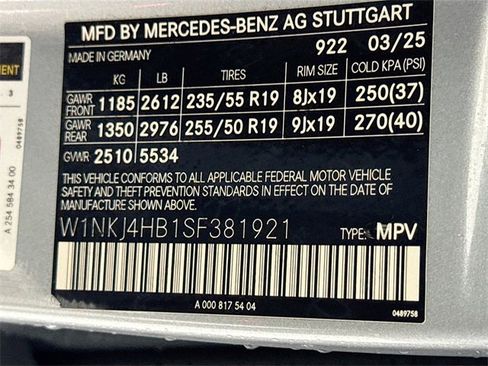 MFD BY MERCEDES-BENZ AG STUTTGART
MADE IN GERMANY 922 03/25
KG LB TIRES RIM SIZE COLD KPA (PSI)
GAWR FRONT 1185 2612 235/55 R19 8Jx19 250(37)
GAWR REAR 1350 2976 255/50 R19 9Jx19 270(40)
GVWR 2510 5534
THIS VEHICLE CONFORMS TO ALL APPLICABLE FEDERAL MOTOR VEHICLE
SAFETY AND THEFT PREVENTION STANDARDS IN EFFECT ON THE DATE OF
MANUFACTURE SHOWN ABOVE.
W1NKJ4HB1SF381921 TYPE: MPV
A 000 817 54 04
0489758
3
0489758
A 254 584 34 00